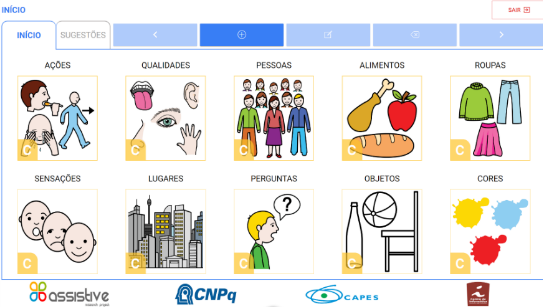 INÍCIO
SAIR
INÍCIO
SUGESTÕES
AÇÕES
QUALIDADES
PESSOAS
ALIMENTOS
ROUPAS
C
C
C
C
C
SENSAÇÕES
LUGARES
PERGUNTAS
OBJETOS
CORES
?
C
C
C
C
C
assistive
CNPq
CAPES